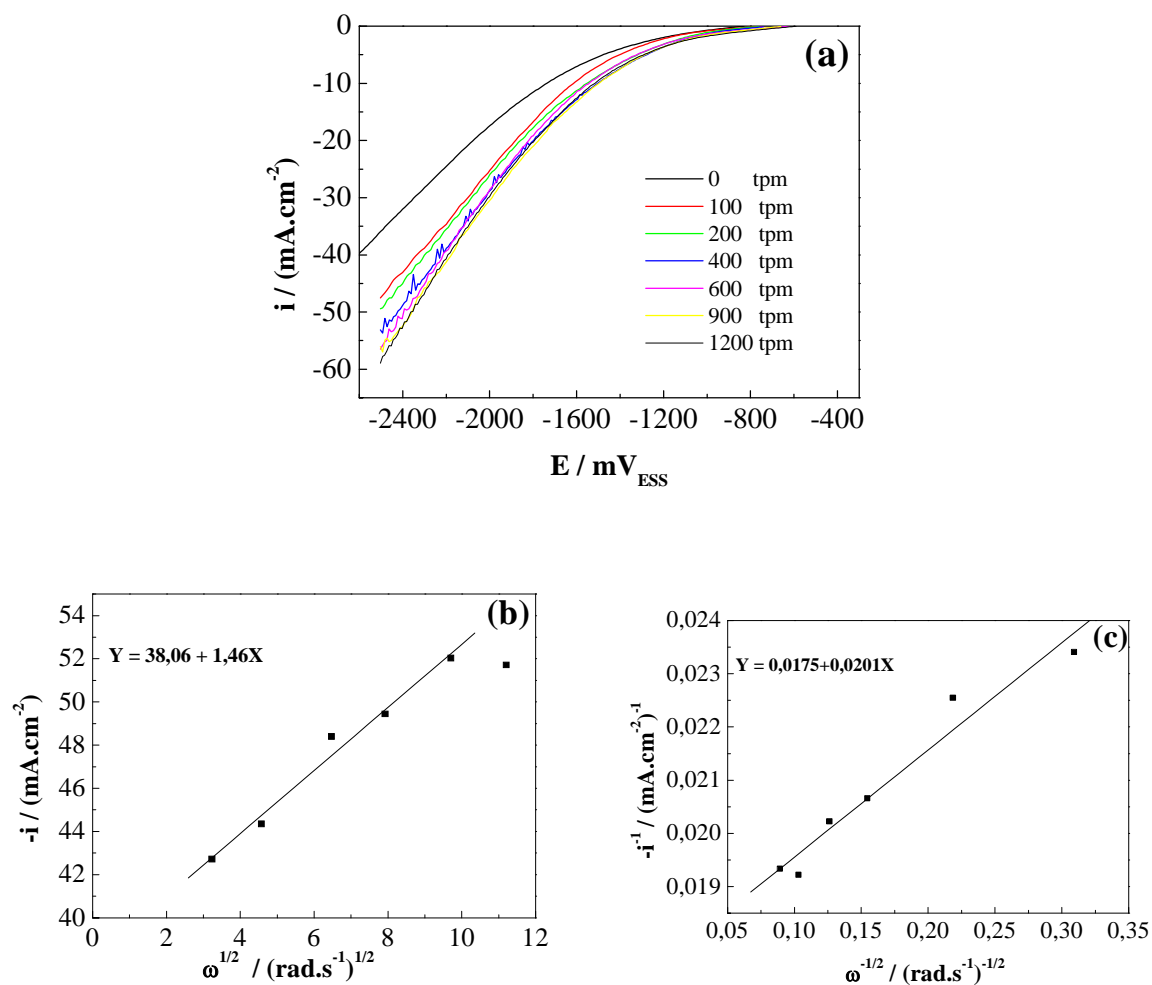 (a)
0
-10
-20
-30
-40
-50
-60
i / (mA.cm-2)
0 tpm
100 tpm
200 tpm
400 tpm
600 tpm
900 tpm
1200 tpm
-2400 -2000 -1600 -1200 -800 -400
E / mVESS
(b)
54
52
50
48
46
44
42
40
-i / (mA.cm-2)
Y = 38,06 + 1,46X
0 2 4 6 8 10 12
ω1/2 / (rad.s-1)1/2
(c)
0,024
0,023
0,022
0,021
0,020
0,019
-i-1 / (mA.cm-2)-1
Y = 0,0175+0,0201X
0,05 0,10 0,15 0,20 0,25 0,30 0,35
ω-1/2 / (rad.s-1)-1/2